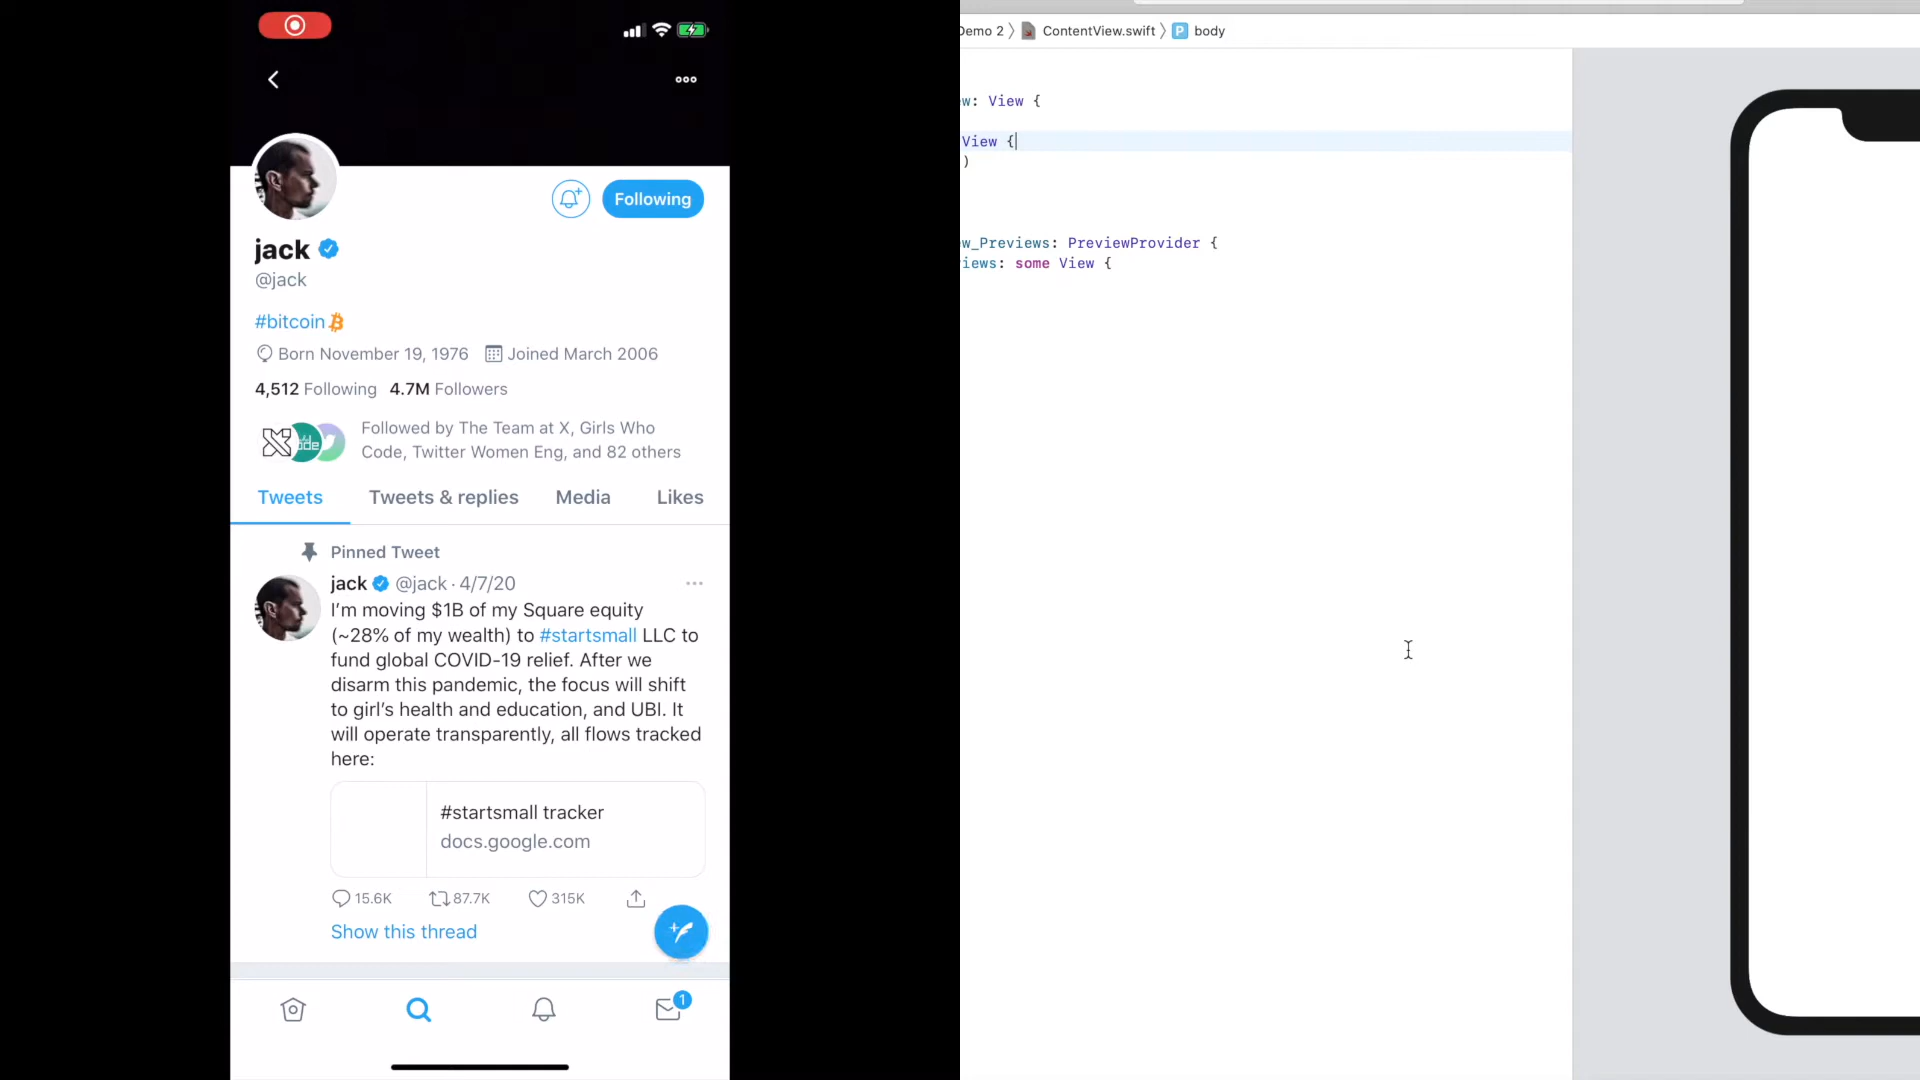 Following
jack
@jack
#bitcoin
Born November 19, 1976 Joined March 2006
4,512 Following 4.7M Followers
Followed by The Team at X, Girls Who
Code, Twitter Women Eng, and 82 others
Tweets Tweets & replies Media Likes
Pinned Tweet
jack @jack · 4/7/20
I'm moving $1B of my Square equity
(~28% of my wealth) to #startsmall LLC to
fund global COVID-19 relief. After we
disarm this pandemic, the focus will shift
to girl's health and education, and UBI. It
will operate transparently, all flows tracked
here:
#startsmall tracker
docs.google.com
15.6K 87.7K 315K
Show this thread
1
Demo 2 〉 ContentView.swift 〉 P body
w: View {
View {
)
w_Previews: PreviewProvider {
iews: some View {